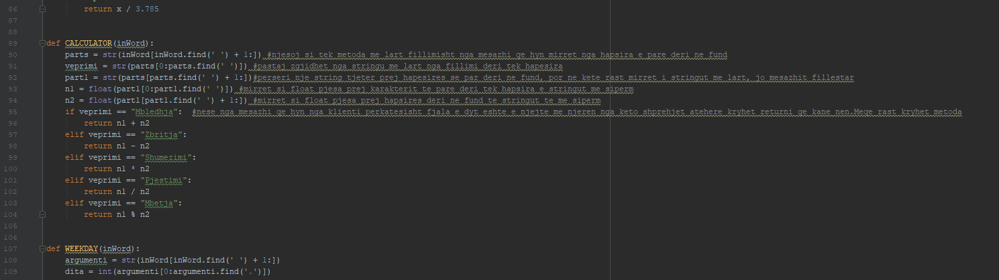 86 return x / 3.785
87
88
89 def CALCULATOR(inWord):
90 parts = str(inWord[inWord.find(' ') + 1:]) #njesoj si tek metoda me lart fillimisht nga mesazhi qe hyn mirret nga hapsira e pare deri ne fund
91 veprimi = str(parts[0:parts.find(' ')]) #pastaj zgjidhet nga stringu me lart nga fillimi deri tek hapesira
92 part1 = str(parts[parts.find(' ') + 1:])#perseri nje string tjeter prej hapesires se par deri ne fund, por ne kete rast mirret i stringut me lart, jo mesazhit fillestar
93 n1 = float(part1[0:part1.find(' ')]) #mirret si float pjesa prej karakterit te pare deri tek hapsira e stringut me siperm
94 n2 = float(part1[part1.find(' ') + 1:]) #mirret si float pjesa prej hapsires deri ne fund te stringut te me siperm
95 if veprimi == "Mbledhja": #nese nga mesazhi qe hyn nga klienti perkatesisht fjala e dyt eshte e njejte me njeren nga keto shprehjet atehere kryhet returni qe kane nen.Meqe rast kryhet metoda
96 return n1 + n2
97 elif veprimi == "Zbritja":
98 return n1 - n2
99 elif veprimi == "Shumezimi":
100 return n1 * n2
101 elif veprimi == "Pjestimi":
102 return n1 / n2
103 elif veprimi == "Mbetja":
104 return n1 % n2
105
106
107 def WEEKDAY(inWord):
108 argumenti = str(inWord[inWord.find(' ') + 1:])
109 dita = int(argumenti[0:argumenti.find('.')])